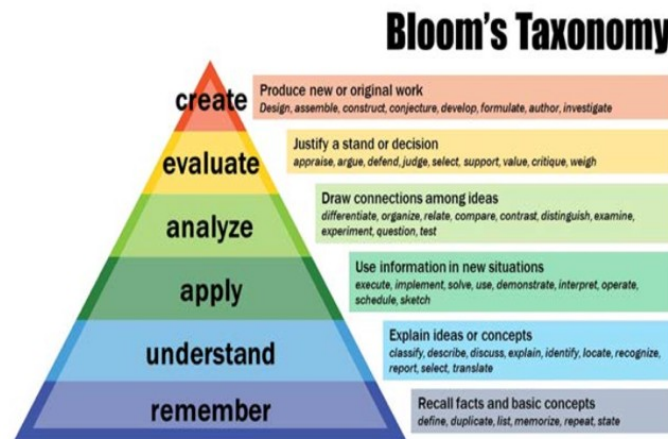 Bloom's Taxonomy
create
Produce new or original work
Design, assemble, construct, conjecture, develop, formulate, author, investigate
evaluate
Justify a stand or decision
appraise, argue, defend, judge, select, support, value, critique, weigh
analyze
Draw connections among ideas
differentiate, organize, relate, compare, contrast, distinguish, examine,
experiment, question, test
apply
Use information in new situations
execute, implement, solve, use, demonstrate, interpret, operate,
schedule, sketch
understand
Explain ideas or concepts
classify, describe, discuss, explain, identify, locate, recognize,
report, select, translate
remember
Recall facts and basic concepts
define, duplicate, list, memorize, repeat, state